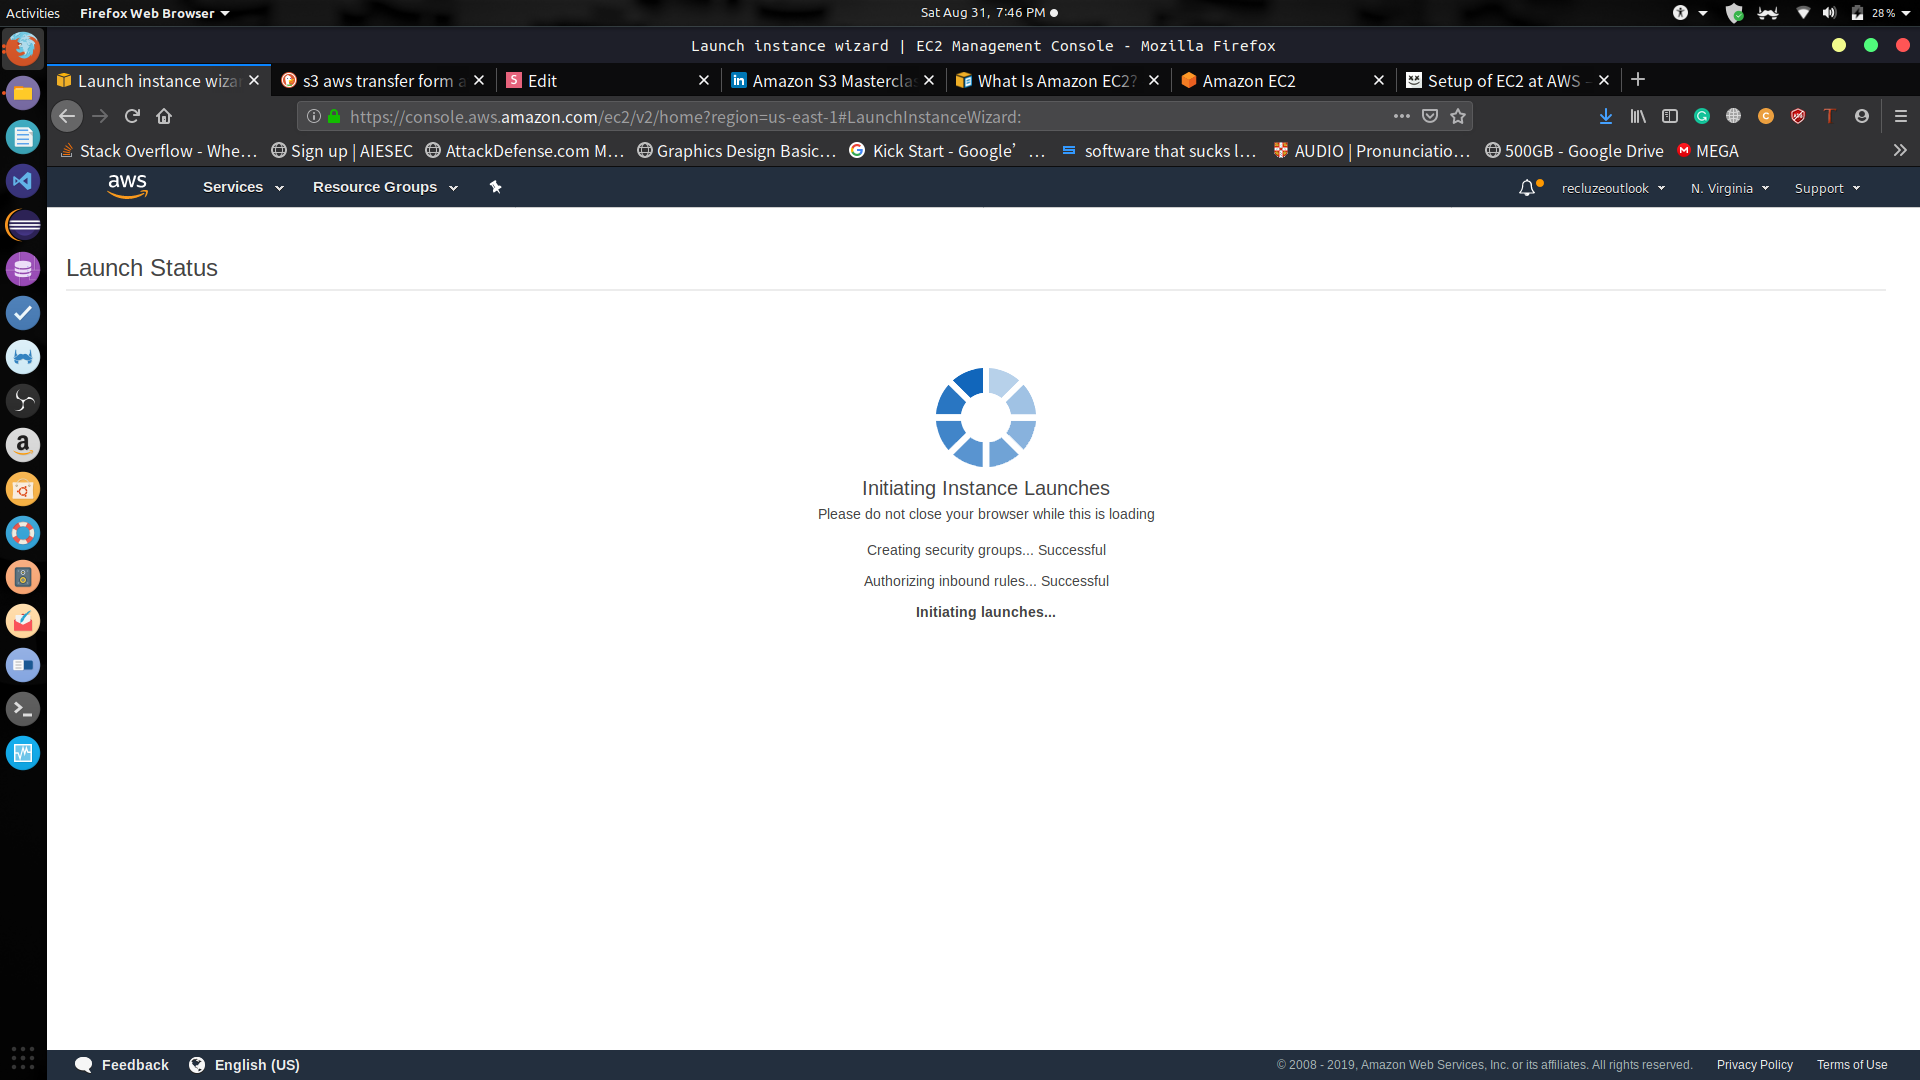 Activities Firefox Web Browser Sat Aug 31, 7:46 PM 28 %
Launch instance wizard | EC2 Management Console - Mozilla Firefox
Launch instance wiza s3 aws transfer form a Edit Amazon S3 Masterclas What Is Amazon EC2? Amazon EC2 Setup of EC2 at AWS -
https://console.aws.amazon.com/ec2/v2/home?region=us-east-1#LaunchInstanceWizard:
Stack Overflow - Whe… Sign up | AIESEC AttackDefense.com M… Graphics Design Basic… Kick Start - Google’ … software that sucks l… AUDIO | Pronunciatio… 500GB - Google Drive MEGA
aws Services Resource Groups recluzeoutlook N. Virginia Support
Launch Status
Initiating Instance Launches
Please do not close your browser while this is loading
Creating security groups... Successful
Authorizing inbound rules... Successful
Initiating launches...
Feedback English (US) © 2008 - 2019, Amazon Web Services, Inc. or its affiliates. All rights reserved. Privacy Policy Terms of Use